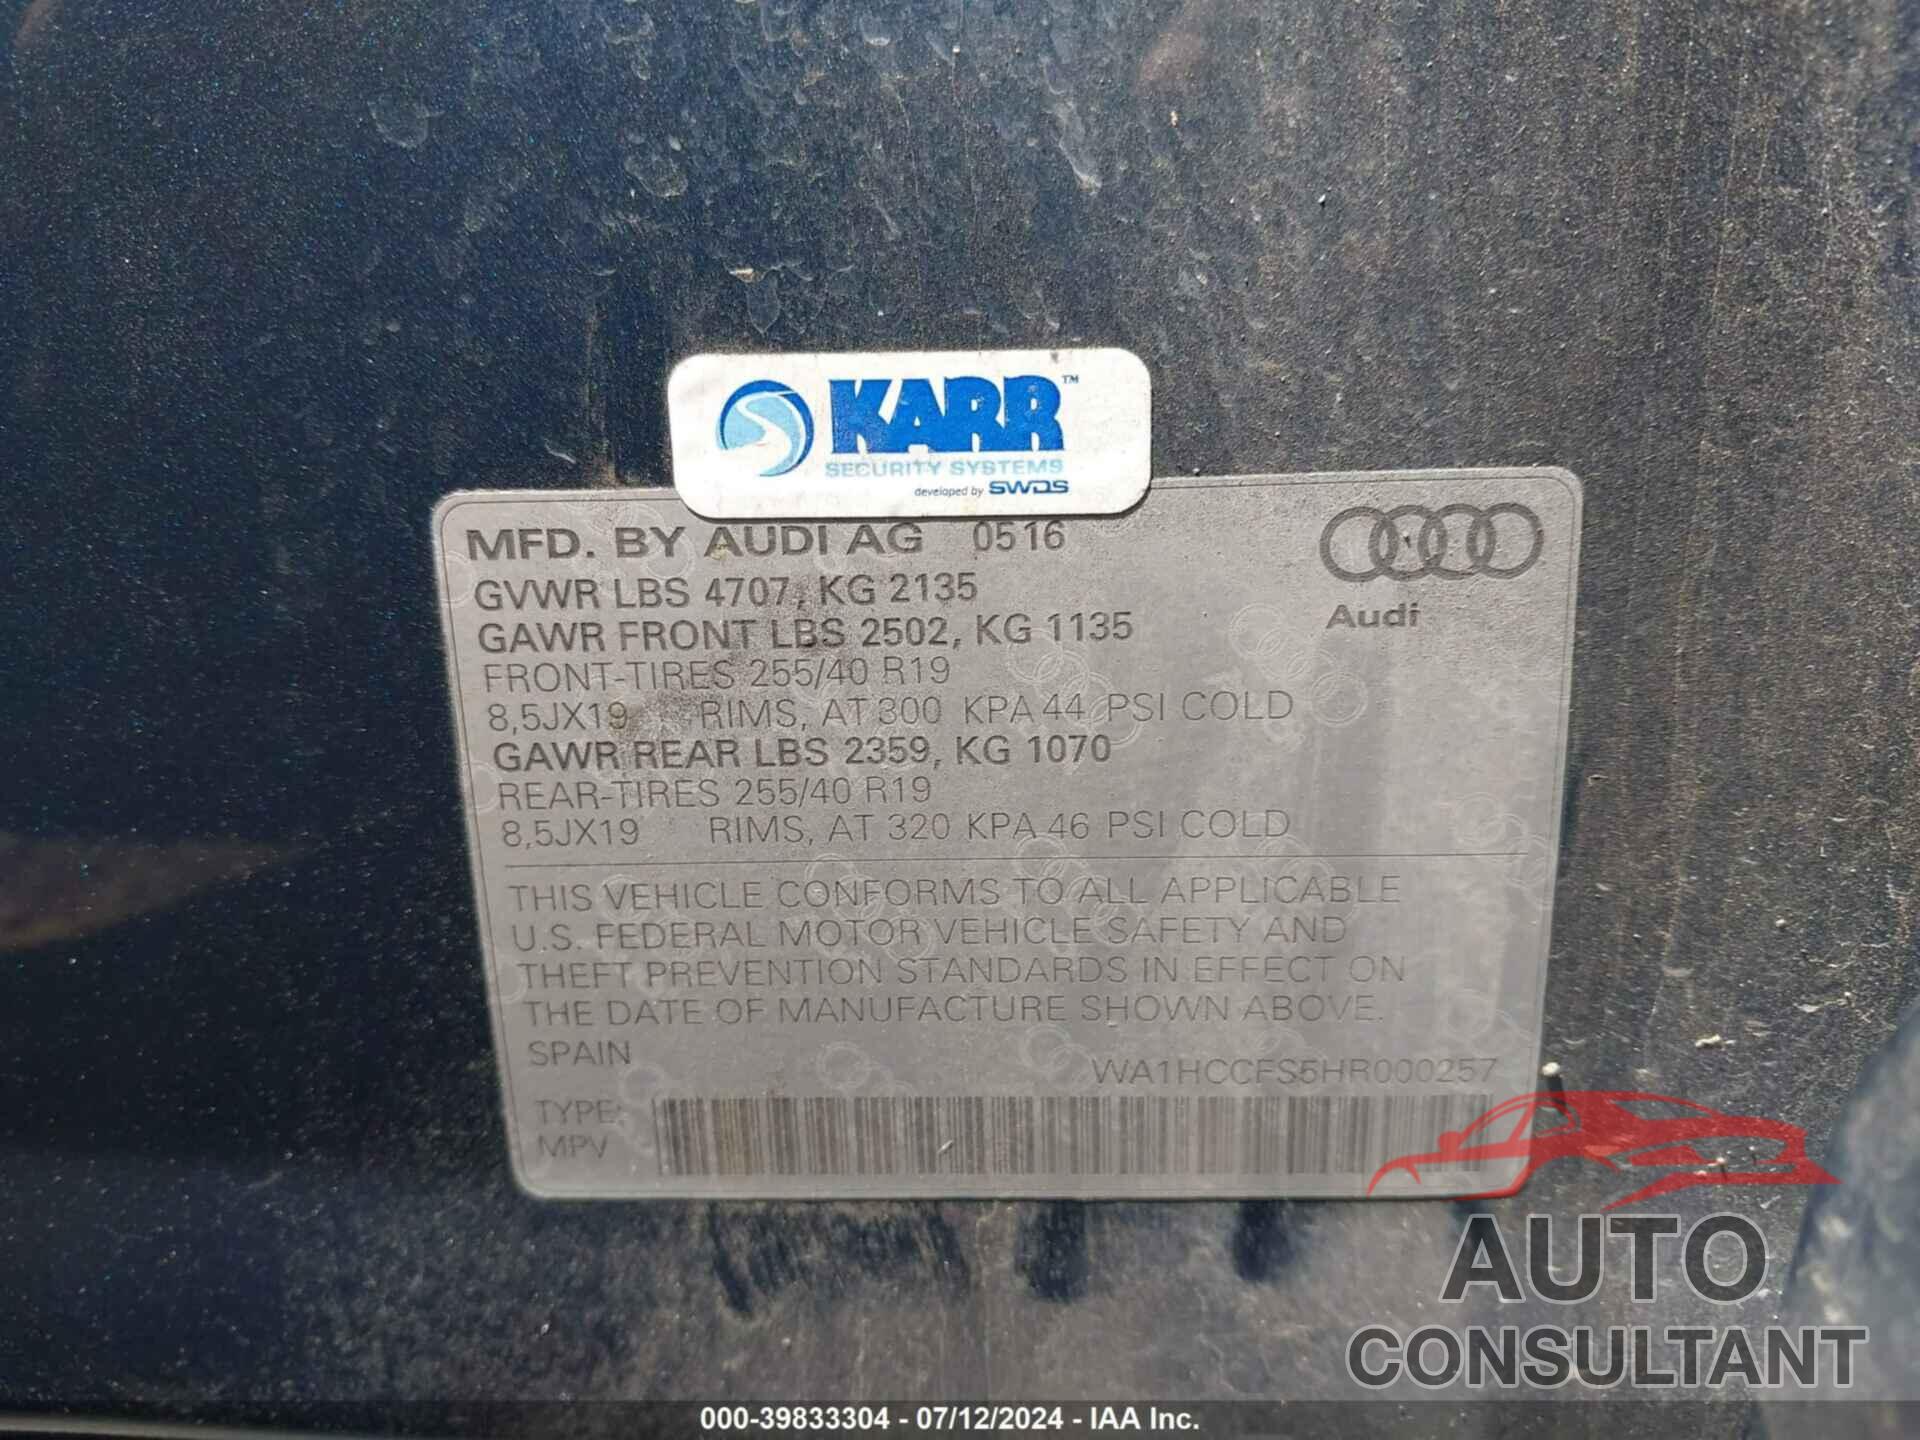 KARR™
SECURITY SYSTEMS
developed by SWDS
MFD. BY AUDI AG 0516
GVWR LBS 4707, KG 2135
GAWR FRONT LBS 2502, KG 1135
FRONT-TIRES 255/40 R19
8,5JX19 RIMS, AT 300 KPA 44 PSI COLD
GAWR REAR LBS 2359, KG 1070
REAR-TIRES 255/40 R19
8,5JX19 RIMS, AT 320 KPA 46 PSI COLD
Audi
THIS VEHICLE CONFORMS TO ALL APPLICABLE
U.S. FEDERAL MOTOR VEHICLE SAFETY AND
THEFT PREVENTION STANDARDS IN EFFECT ON
THE DATE OF MANUFACTURE SHOWN ABOVE.
SPAIN
WA1HCCFS5HR000257
TYPE:
MPV
AUTO
CONSULTANT
000-39833304 - 07/12/2024 - IAA Inc.